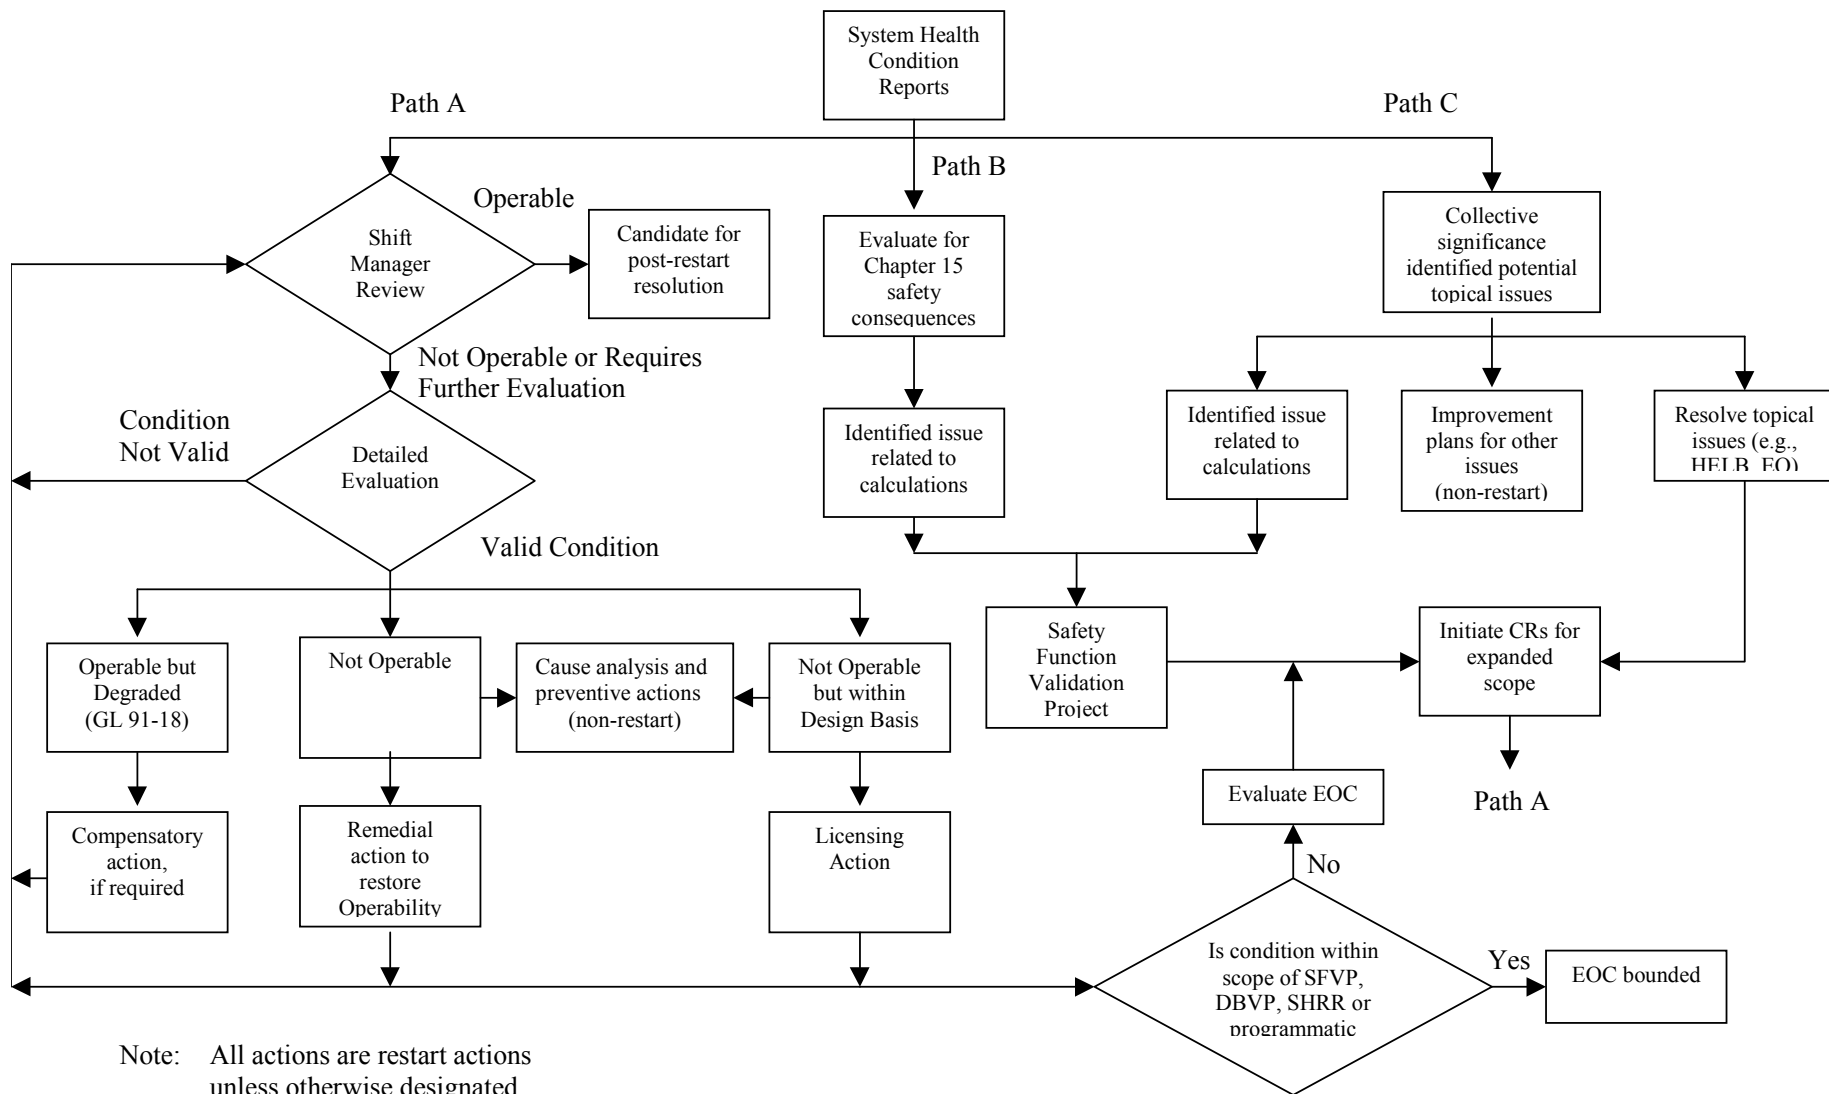 System Health
Condition
Reports
Path A
Path C
Path B
Operable
Shift
Manager
Review
Candidate for
post-restart
resolution
Evaluate for
Chapter 15
safety
consequences
Collective
significance
identified potential
topical issues
Not Operable or Requires
Further Evaluation
Condition
Not Valid
Detailed
Evaluation
Identified issue
related to
calculations
Identified issue
related to
calculations
Improvement
plans for other
issues
(non-restart)
Resolve topical
issues (e.g.,
HELB, EQ)
Valid Condition
Operable but
Degraded
(GL 91-18)
Not Operable
Cause analysis and
preventive actions
(non-restart)
Not Operable
but within
Design Basis
Safety
Function
Validation
Project
Initiate CRs for
expanded
scope
Evaluate EOC
Path A
Compensatory
action,
if required
Remedial
action to
restore
Operability
Licensing
Action
No
Is condition within
scope of SFVP,
DBVP, SHRR or
programmatic
Yes
EOC bounded
Note: All actions are restart actions
unless otherwise designated